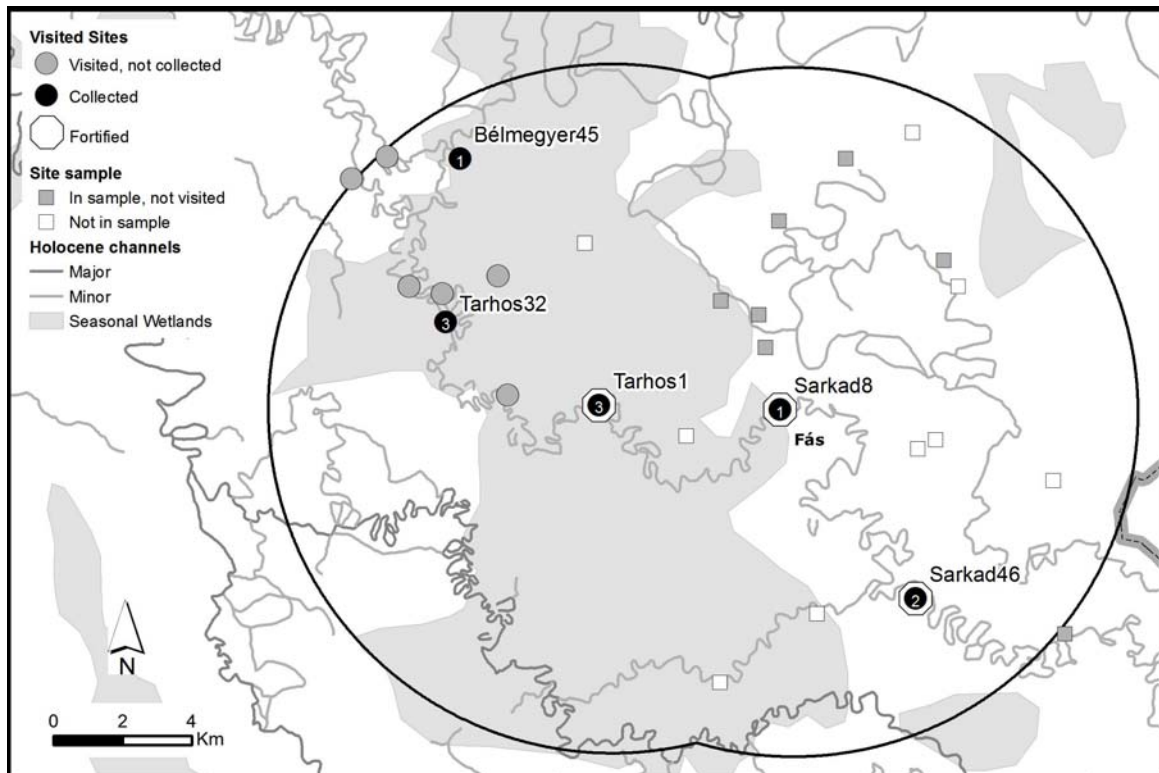 Visited Sites
Visited, not collected
Collected
Fortified
Site sample
In sample, not visited
Not in sample
Holocene channels
Major
Minor
Seasonal Wetlands
Bélmegyer45
1
Tarhos32
3
Tarhos1
3
Sarkad8
1
Fás
Sarkad46
2
N
0 2 4
Km